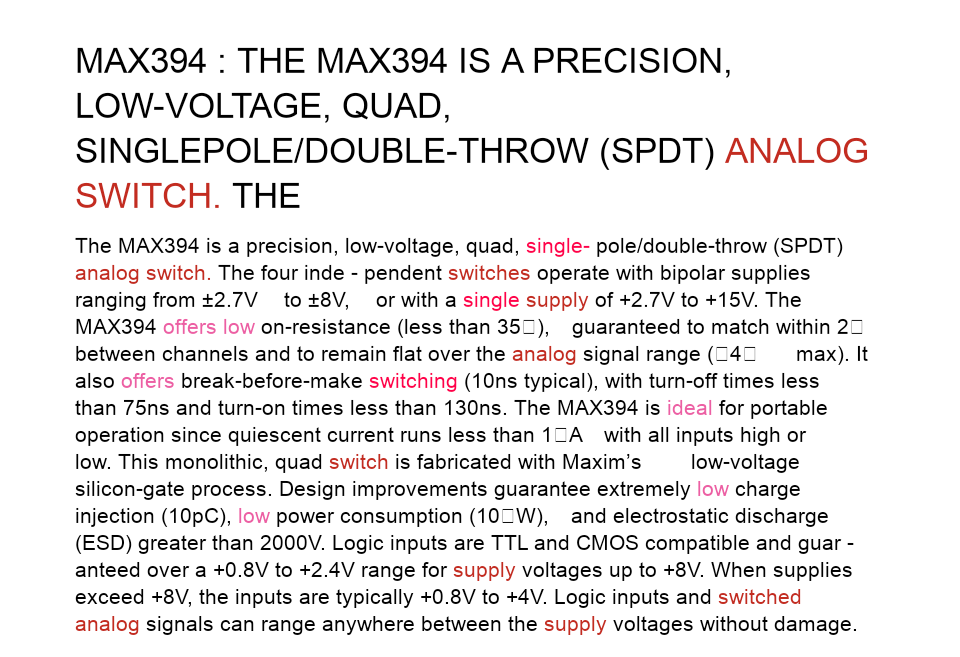 MAX394 : THE MAX394 IS A PRECISION,
LOW-VOLTAGE, QUAD,
SINGLEPOLE/DOUBLE-THROW (SPDT) ANALOG
SWITCH. THE
The MAX394 is a precision, low-voltage, quad, single- pole/double-throw (SPDT)
analog switch. The four inde - pendent switches operate with bipolar supplies
ranging from ±2.7V to ±8V, or with a single supply of +2.7V to +15V. The
MAX394 offers low on-resistance (less than 35□), guaranteed to match within 2□
between channels and to remain flat over the analog signal range (□4□ max). It
also offers break-before-make switching (10ns typical), with turn-off times less
than 75ns and turn-on times less than 130ns. The MAX394 is ideal for portable
operation since quiescent current runs less than 1□A with all inputs high or
low. This monolithic, quad switch is fabricated with Maxim’s low-voltage
silicon-gate process. Design improvements guarantee extremely low charge
injection (10pC), low power consumption (10□W), and electrostatic discharge
(ESD) greater than 2000V. Logic inputs are TTL and CMOS compatible and guar -
anteed over a +0.8V to +2.4V range for supply voltages up to +8V. When supplies
exceed +8V, the inputs are typically +0.8V to +4V. Logic inputs and switched
analog signals can range anywhere between the supply voltages without damage.